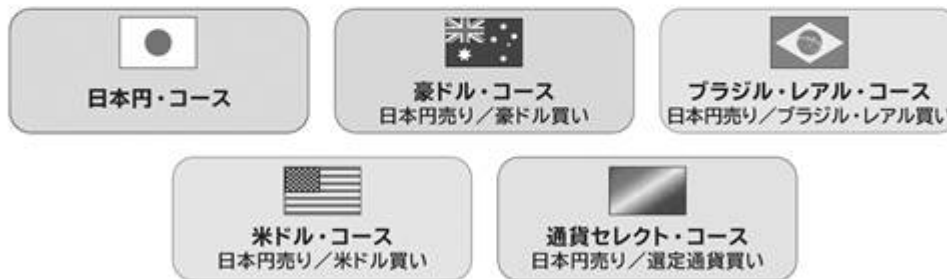 日本円・コース
豪ドル・コース
日本円売り／豪ドル買い
ブラジル・レアル・コース
日本円売り／ブラジル・レアル買い
米ドル・コース
日本円売り／米ドル買い
通貨セレクト・コース
日本円売り／選定通貨買い